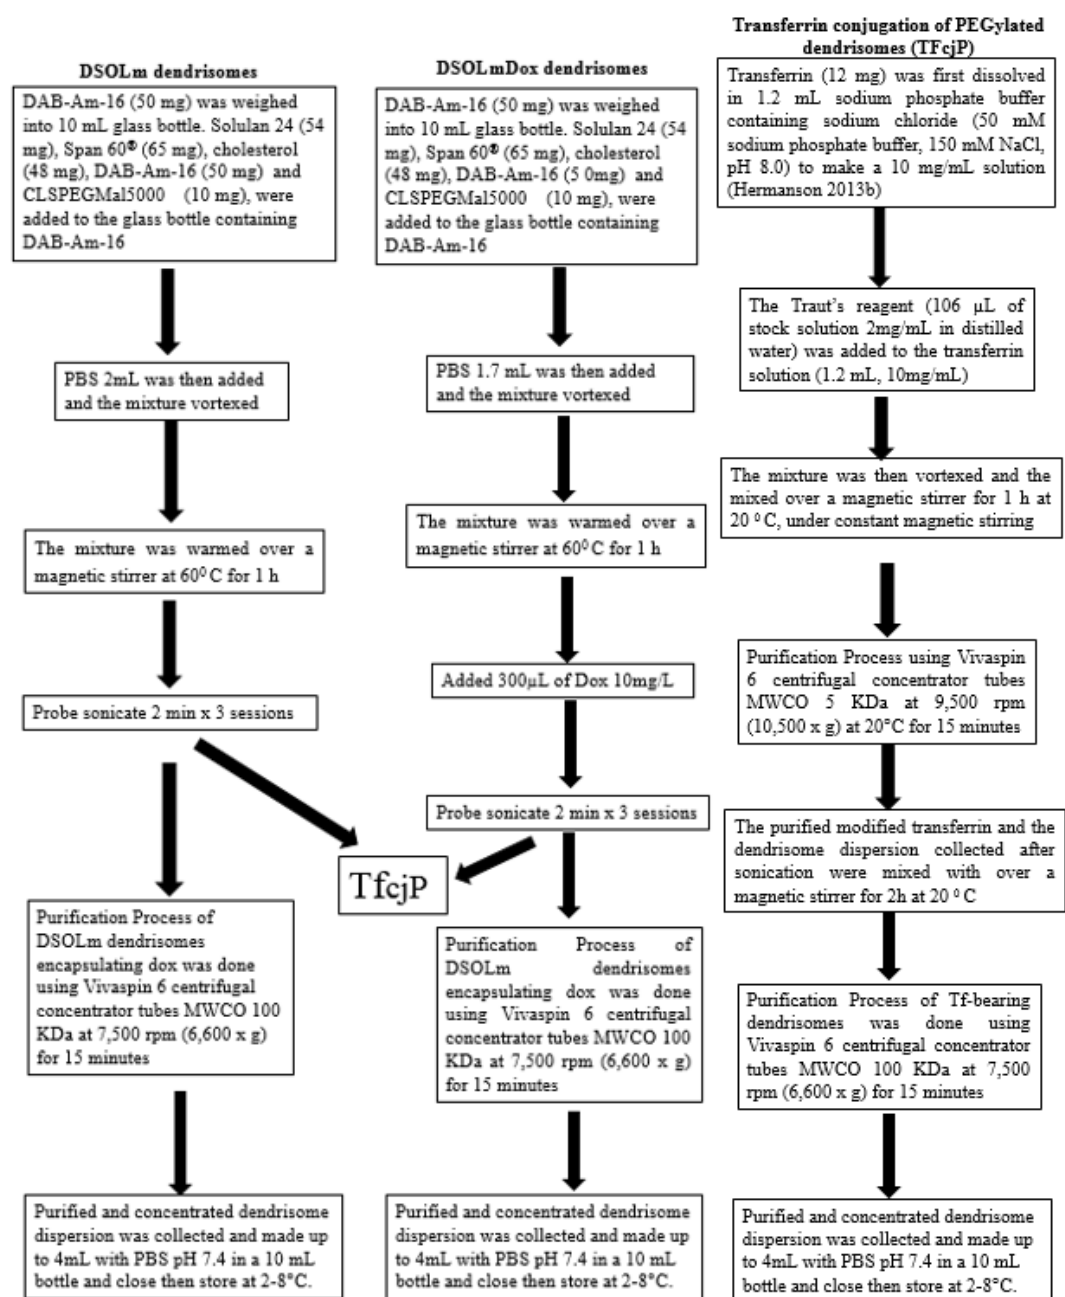 DSOLm dendrisomes
DAB-Am-16 (50 mg) was weighed
into 10 mL glass bottle. Solulan 24 (54
mg), Span 60® (65 mg), cholesterol
(48 mg), DAB-Am-16 (50 mg) and
CLSPEGMal5000 (10 mg), were
added to the glass bottle containing
DAB-Am-16
PBS 2mL was then added
and the mixture vortexed
The mixture was warmed over a
magnetic stirrer at 60⁰ C for 1 h
Probe sonicate 2 min x 3 sessions
Purification Process of
DSOLm dendrisomes
encapsulating dox was done
using Vivaspin 6 centrifugal
concentrator tubes MWCO 100
KDa at 7,500 rpm (6,600 x g)
for 15 minutes
Purified and concentrated dendrisome
dispersion was collected and made up
to 4mL with PBS pH 7.4 in a 10 mL
bottle and close then store at 2-8°C.
DSOLmDox dendrisomes
DAB-Am-16 (50 mg) was weighed
into 10 mL glass bottle. Solulan 24 (54
mg), Span 60® (65 mg), cholesterol
(48 mg), DAB-Am-16 (5 0mg) and
CLSPEGMal5000 (10 mg), were
added to the glass bottle containing
DAB-Am-16
PBS 1.7 mL was then added
and the mixture vortexed
The mixture was warmed over a
magnetic stirrer at 60⁰ C for 1 h
Added 300µL of Dox 10mg/L
Probe sonicate 2 min x 3 sessions
TfcjP
Purification Process of
DSOLm dendrisomes
encapsulating dox was done
using Vivaspin 6 centrifugal
concentrator tubes MWCO 100
KDa at 7,500 rpm (6,600 x g)
for 15 minutes
Purified and concentrated dendrisome
dispersion was collected and made up
to 4mL with PBS pH 7.4 in a 10 mL
bottle and close then store at 2-8°C.
Transferrin conjugation of PEGylated
dendrisomes (TFcjP)
Transferrin (12 mg) was first dissolved
in 1.2 mL sodium phosphate buffer
containing sodium chloride (50 mM
sodium phosphate buffer, 150 mM NaCl,
pH 8.0) to make a 10 mg/mL solution
(Hermanson 2013b)
The Traut's reagent (106 µL of
stock solution 2mg/mL in distilled
water) was added to the transferrin
solution (1.2 mL, 10mg/mL)
The mixture was then vortexed and the
mixed over a magnetic stirrer for 1 h at
20 ⁰ C, under constant magnetic stirring
Purification Process using Vivaspin
6 centrifugal concentrator tubes
MWCO 5 KDa at 9,500 rpm
(10,500 x g) at 20°C for 15 minutes
The purified modified transferrin and the
dendrisome dispersion collected after
sonication were mixed with over a
magnetic stirrer for 2h at 20 ⁰ C
Purification Process of Tf-bearing
dendrisomes was done using
Vivaspin 6 centrifugal concentrator
tubes MWCO 100 KDa at 7,500
rpm (6,600 x g) for 15 minutes
Purified and concentrated dendrisome
dispersion was collected and made up
to 4mL with PBS pH 7.4 in a 10 mL
bottle and close then store at 2-8°C.